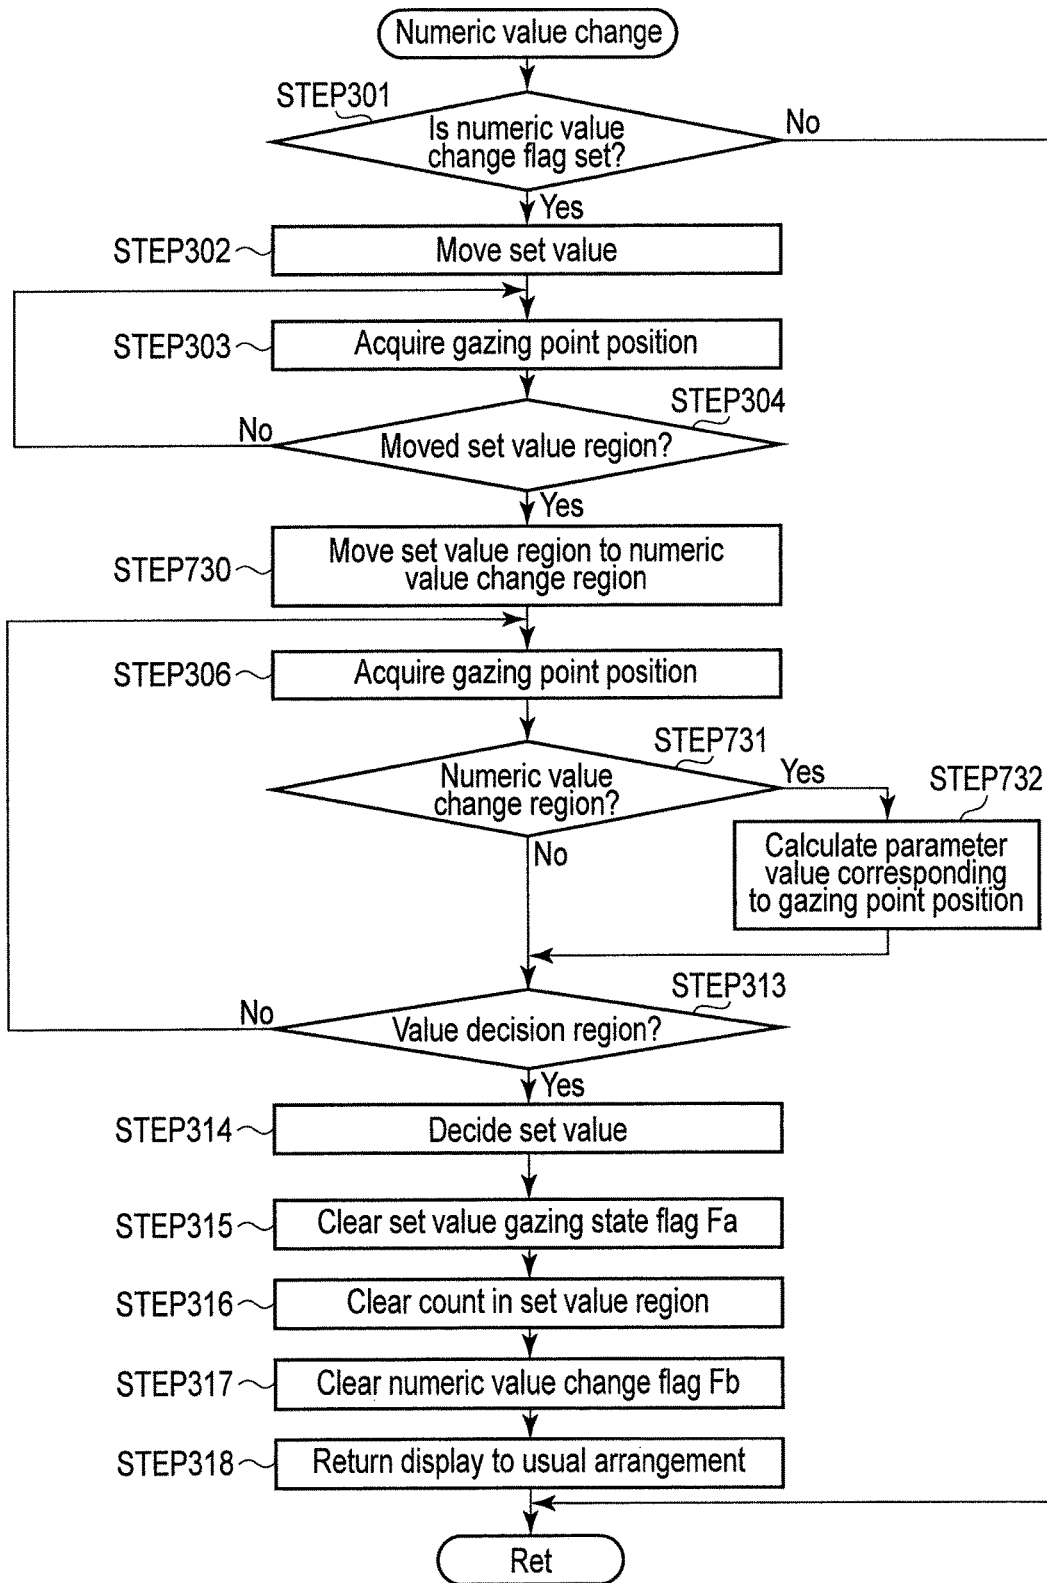 Numeric value change
STEP301
Is numeric value
change flag set?
No
Yes
STEP302
Move set value
STEP303
Acquire gazing point position
STEP304
No
Moved set value region?
Yes
STEP730
Move set value region to numeric
value change region
STEP306
Acquire gazing point position
STEP731
Numeric value
change region?
Yes
STEP732
No
Calculate parameter
value corresponding
to gazing point position
STEP313
No
Value decision region?
Yes
STEP314
Decide set value
STEP315
Clear set value gazing state flag Fa
STEP316
Clear count in set value region
STEP317
Clear numeric value change flag Fb
STEP318
Return display to usual arrangement
Ret